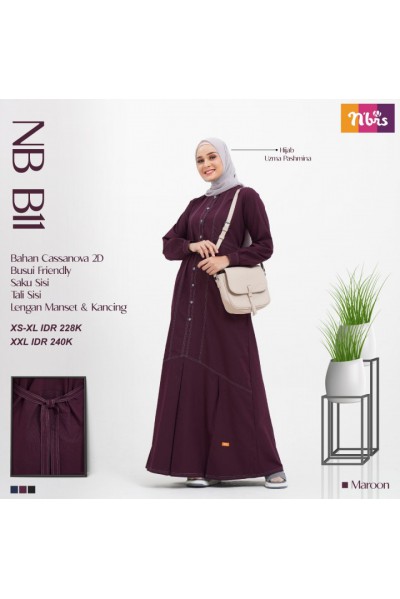 Nbrs
NB B11
Hijab
Uzma Pashmina
Bahan Cassanova 2D
Busui Friendly
Saku Sisi
Tali Sisi
Lengan Manset & Kancing
XS-XL IDR 228K
XXL IDR 240K
Maroon